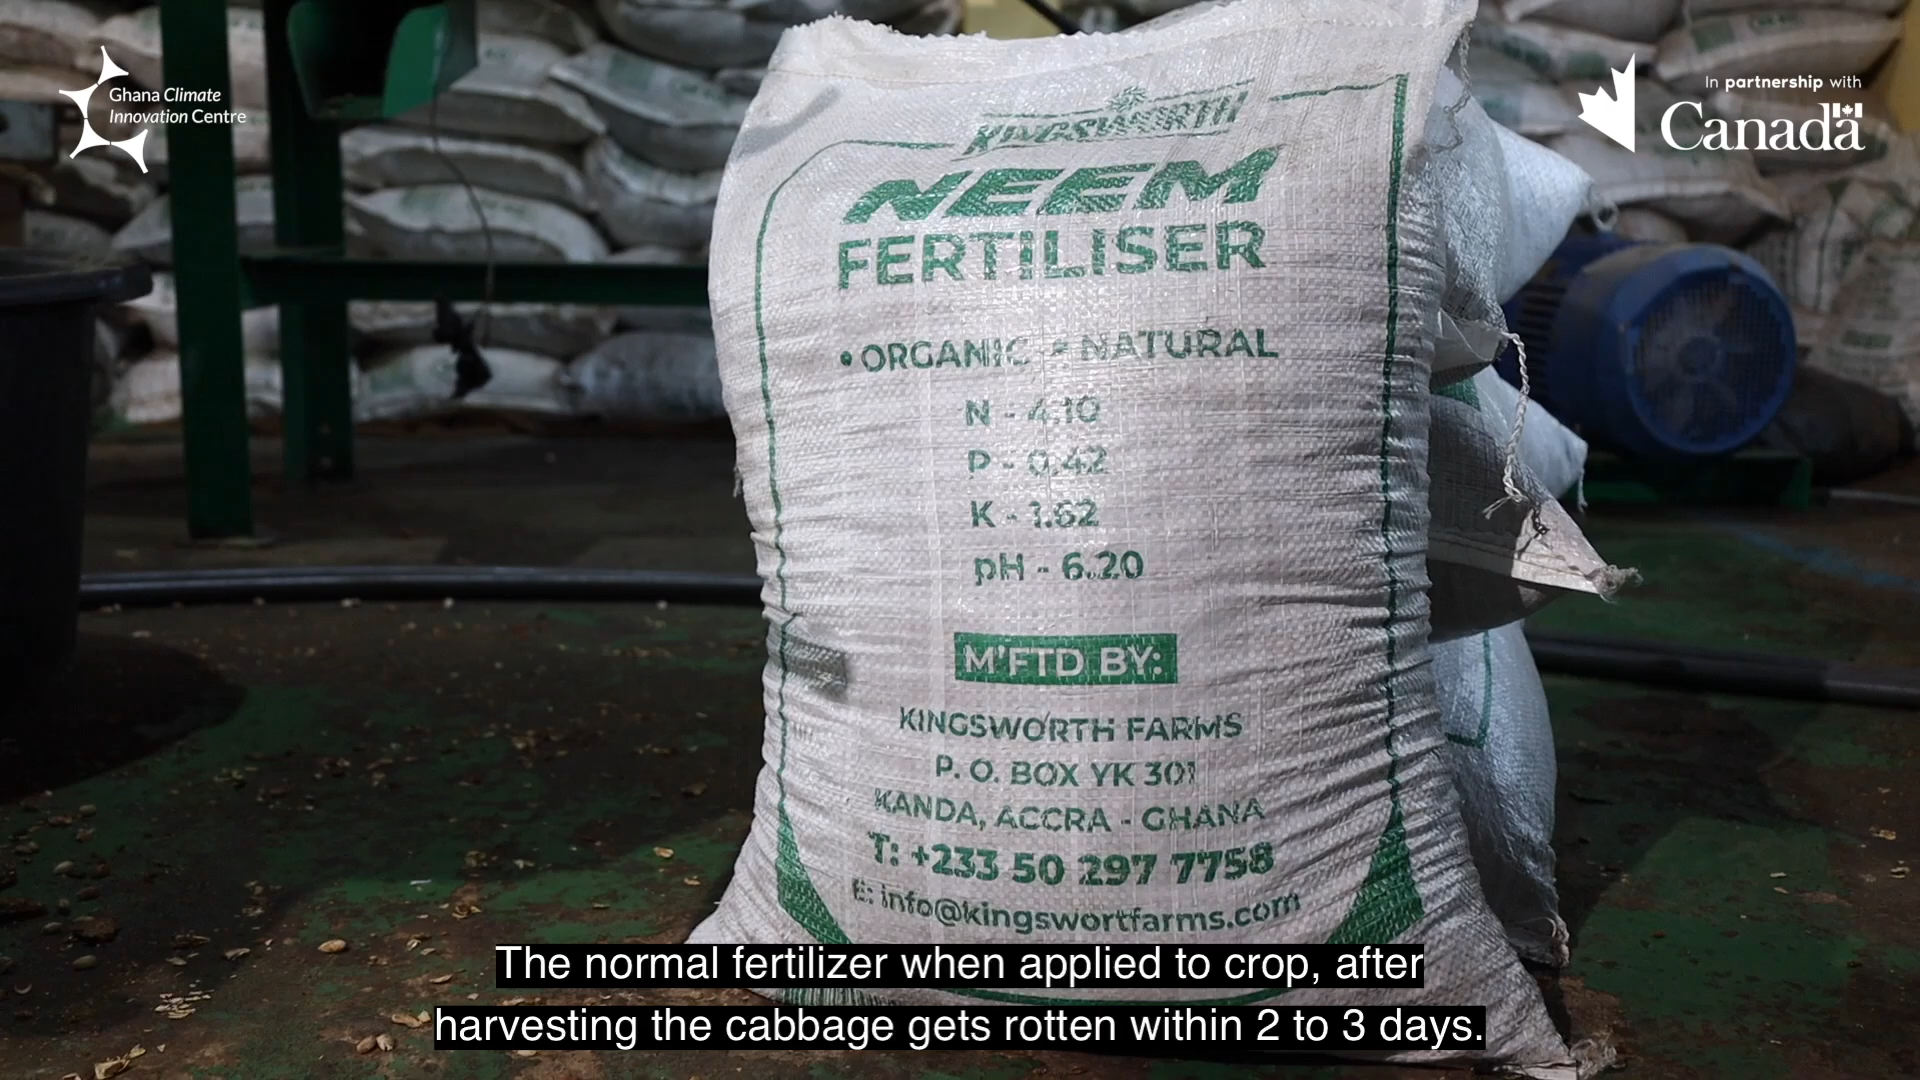 Ghana Climate
Innovation Centre
In partnership with
Canada
KINGSWORTH
NEEM
FERTILISER
• ORGANIC • NATURAL
N - 4.10
P - 0.42
K - 1.62
pH - 6.20
M'FTD BY:
KINGSWORTH FARMS
P. O. BOX YK 301
KANDA, ACCRA - GHANA
T: +233 50 297 7758
E: info@kingswortfarms.com
The normal fertilizer when applied to crop, after
harvesting the cabbage gets rotten within 2 to 3 days.